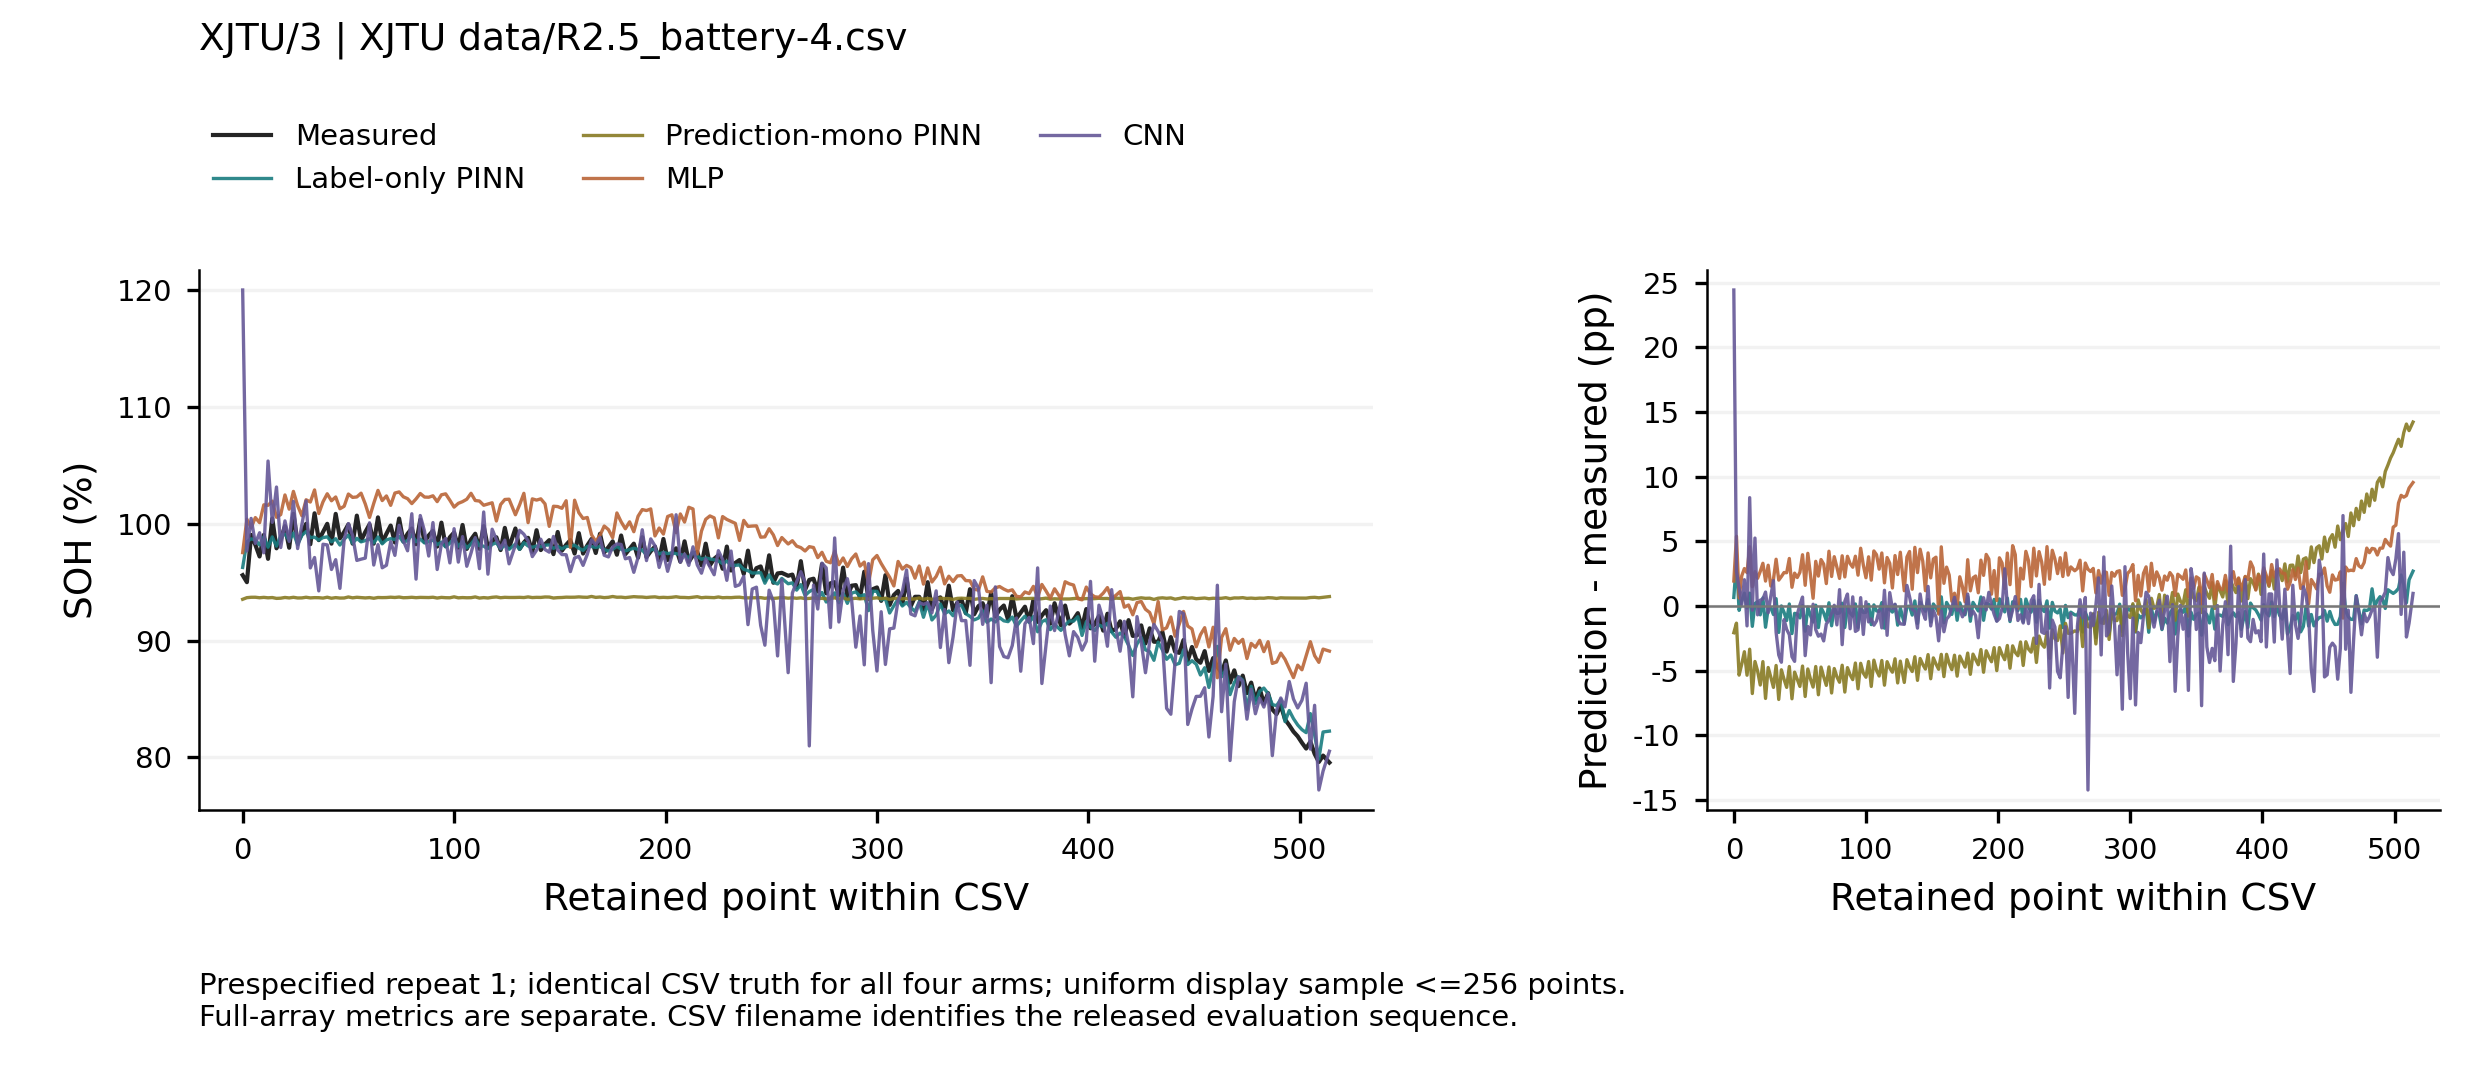 XJTU/3 | XJTU data/R2.5_battery-4.csv
Measured
Label-only PINN
Prediction-mono PINN
MLP
CNN
SOH (%)
120
110
100
90
80
0 100 200 300 400 500
Retained point within CSV
Prediction - measured (pp)
25
20
15
10
5
0
-5
-10
-15
0 100 200 300 400 500
Retained point within CSV
Prespecified repeat 1; identical CSV truth for all four arms; uniform display sample <=256 points.
Full-array metrics are separate. CSV filename identifies the released evaluation sequence.